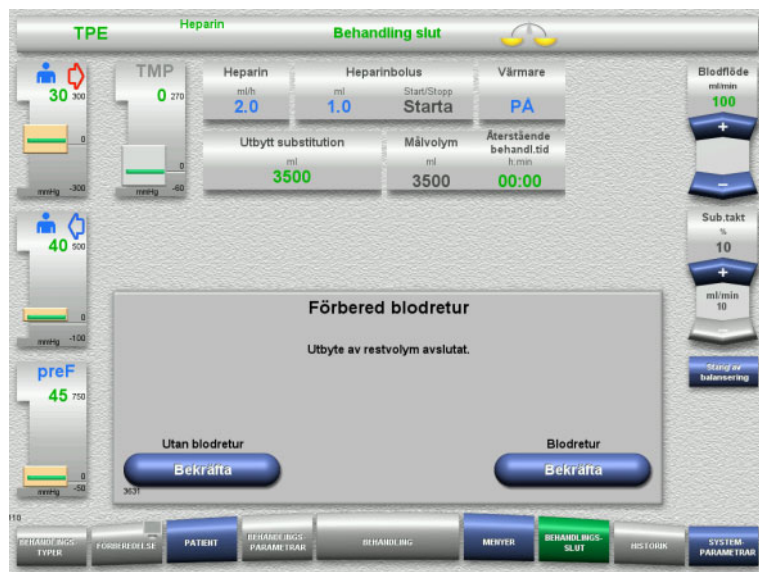 TPE
Heparin
Behandling slut
30 300
0
mmHg -300
TMP
0 270
0
mmHg -60
Heparin
ml/h
2.0
Heparinbolus
ml
1.0
Start/Stopp
Starta
Värmare
PÅ
Blodflöde
ml/min
100
+
–
Utbytt substitution
ml
3500
Målvolym
ml
3500
Återstående
behandl.tid
h:min
00:00
40 500
0
mmHg -100
Sub.takt
%
10
+
ml/min
10
–
Stäng av
balansering
preF
45 750
0
mmHg -50
Förbered blodretur
Utbyte av restvolym avslutat.
Utan blodretur
Bekräfta
Blodretur
Bekräfta
3631
110
BEHANDLINGS-
TYPER
FÖRBEREDELSE
PATIENT
BEHANDLINGS-
PARAMETRAR
BEHANDLING
MENYER
BEHANDLINGS-
SLUT
HISTORIK
SYSTEM-
PARAMETRAR